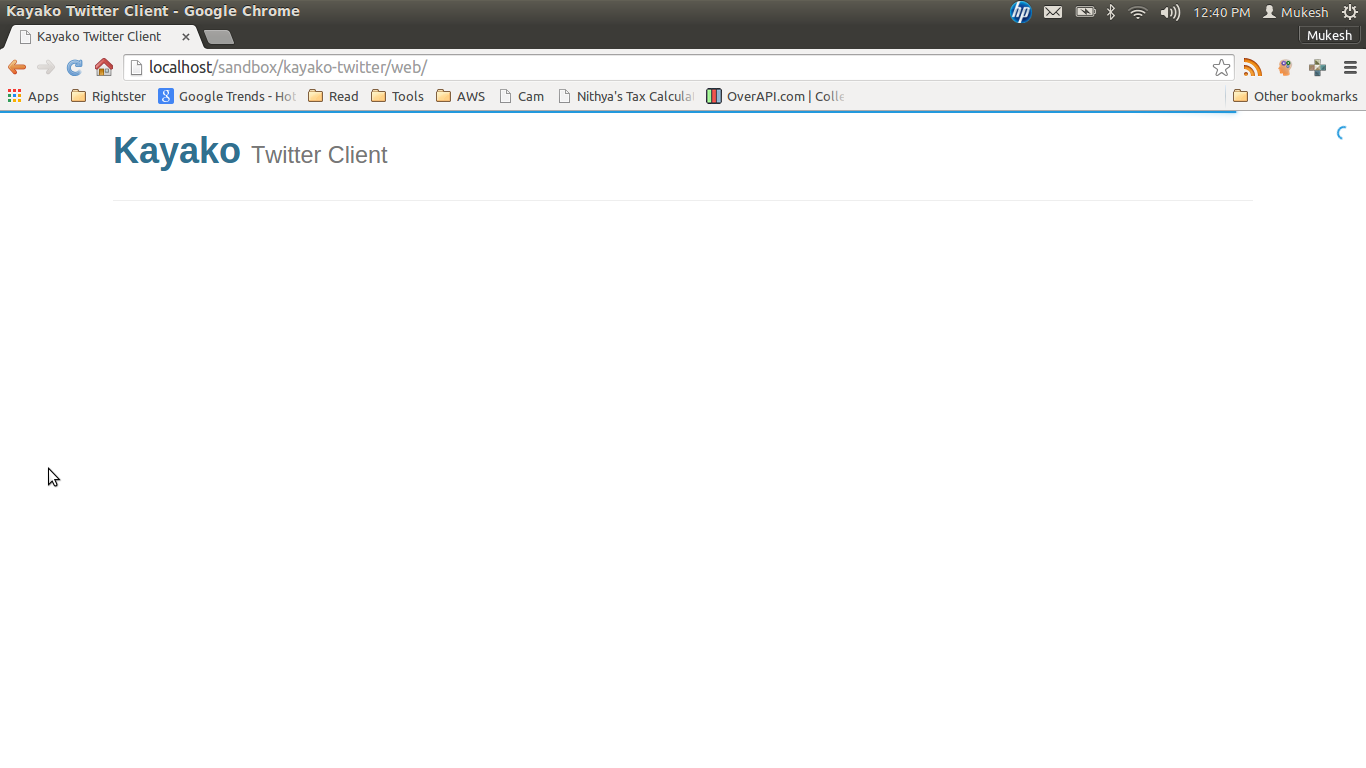 Kayako Twitter Client - Google Chrome
hp
12:40 PM
Mukesh
Kayako Twitter Client
Mukesh
localhost/sandbox/kayako-twitter/web/
Apps
Rightster
Google Trends - Hot
Read
Tools
AWS
Cam
Nithya's Tax Calcula
OverAPI.com | Colle
Other bookmarks
Kayako Twitter Client